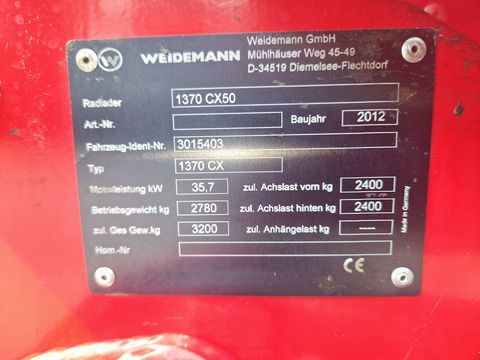 WEIDEMANN
Weidemann GmbH
Mühlhäuser Weg 45-49
D-34519 Diemelsee-Flechtdorf
Radlader 1370 CX50
Art.-Nr. Baujahr 2012
Fahrzeug-Ident-Nr. 3015403
Typ 1370 CX
Motorleistung kW 35,7 zul. Achslast vorn kg 2400
Betriebsgewicht kg 2780 zul. Achslast hinten kg 2400
zul. Ges Gew.kg 3200 zul. Anhängelast kg -----
Hom.-Nr
Made in Germany
CE